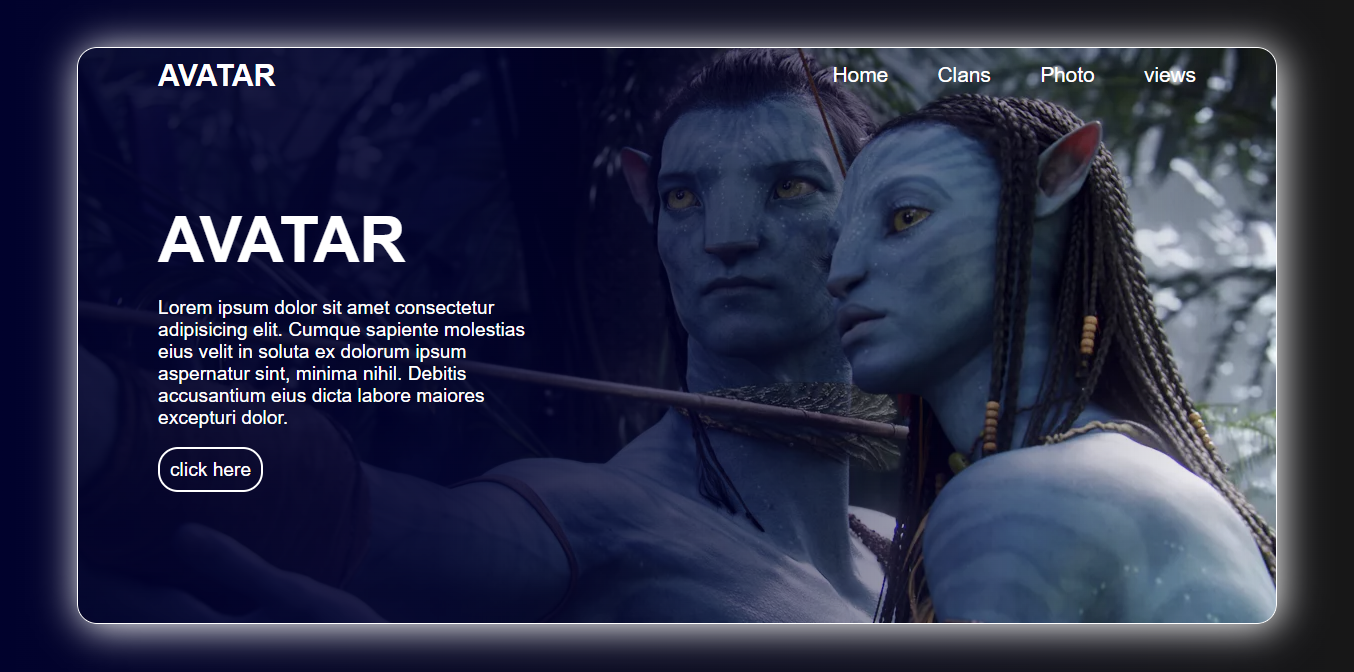 AVATAR
Home Clans Photo views
AVATAR
Lorem ipsum dolor sit amet consectetur
adipisicing elit. Cumque sapiente molestias
eius velit in soluta ex dolorum ipsum
aspernatur sint, minima nihil. Debitis
accusantium eius dicta labore maiores
excepturi dolor.
click here